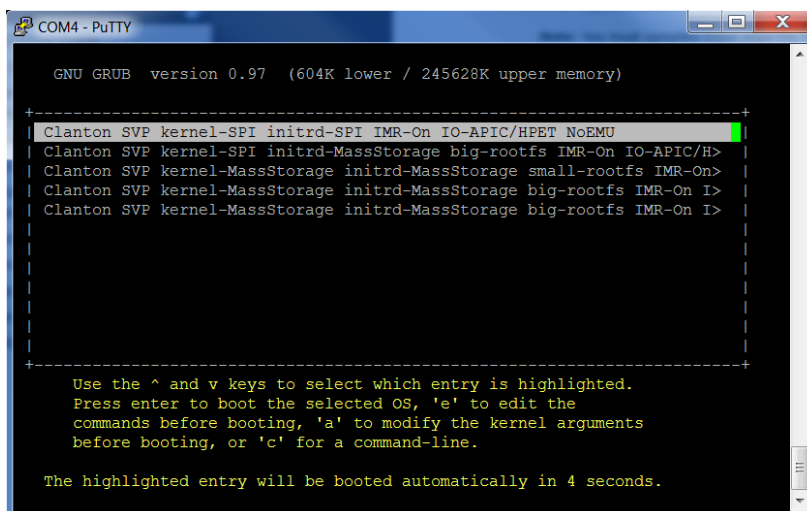 COM4 - PuTTY
GNU GRUB version 0.97 (604K lower / 245628K upper memory)
Clanton SVP kernel-SPI initrd-SPI IMR-On IO-APIC/HPET NoEMU
Clanton SVP kernel-SPI initrd-MassStorage big-rootfs IMR-On IO-APIC/H>
Clanton SVP kernel-MassStorage initrd-MassStorage small-rootfs IMR-On>
Clanton SVP kernel-MassStorage initrd-MassStorage big-rootfs IMR-On I>
Clanton SVP kernel-MassStorage initrd-MassStorage big-rootfs IMR-On I>
Use the ^ and v keys to select which entry is highlighted.
Press enter to boot the selected OS, 'e' to edit the
commands before booting, 'a' to modify the kernel arguments
before booting, or 'c' for a command-line.
The highlighted entry will be booted automatically in 4 seconds.